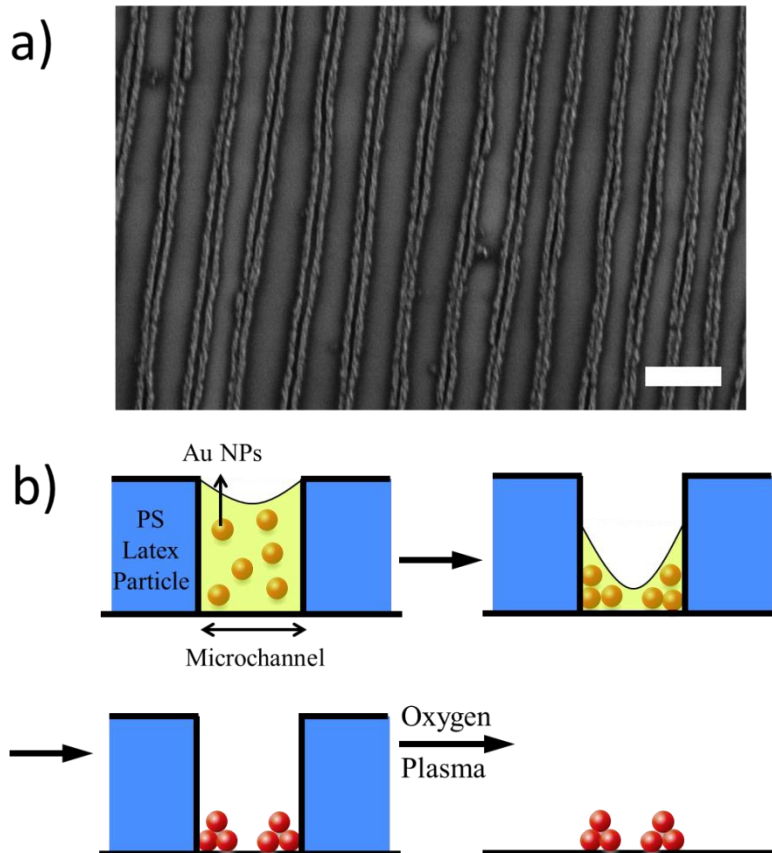 a)
b)
Au NPs
PS
Latex
Particle
Microchannel
Oxygen
Plasma